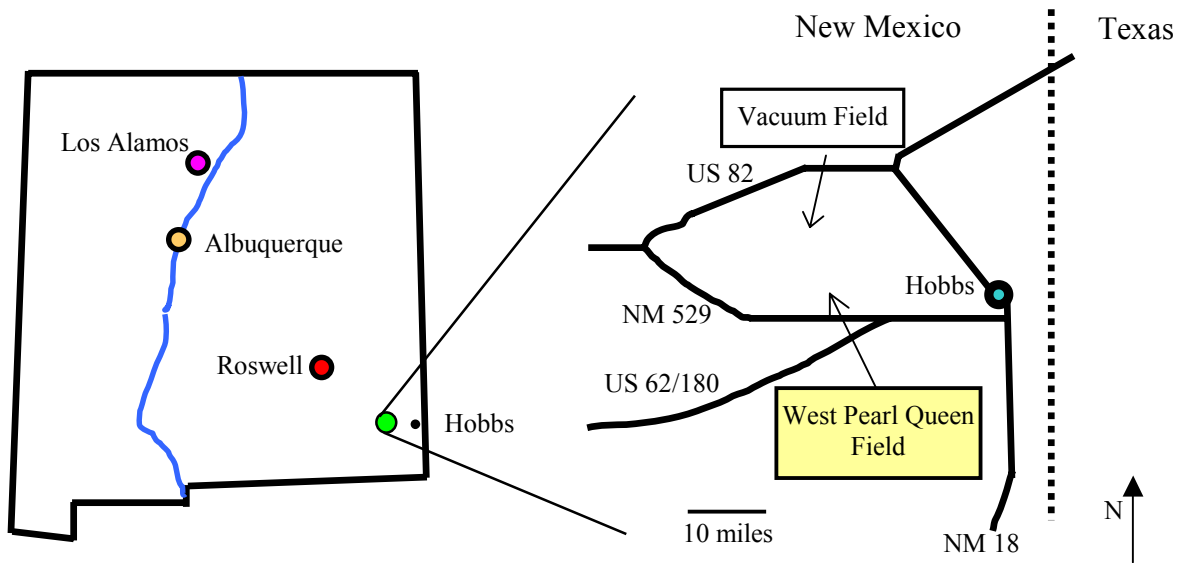 New Mexico
Texas
Los Alamos
Albuquerque
Roswell
Hobbs
Vacuum Field
US 82
Hobbs
NM 529
US 62/180
West Pearl Queen
Field
10 miles
NM 18
N